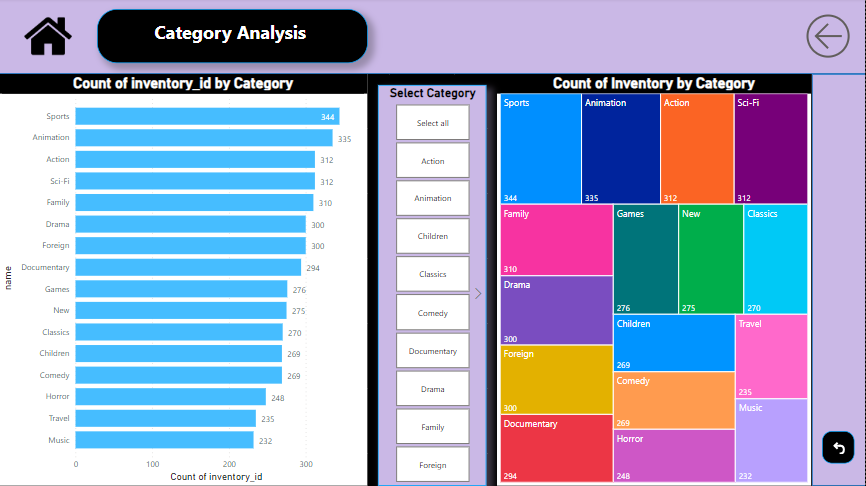 Category Analysis
Count of inventory_id by Category
name
Sports 344
Animation 335
Action 312
Sci-Fi 312
Family 310
Drama 300
Foreign 300
Documentary 294
Games 276
New 275
Classics 270
Children 269
Comedy 269
Horror 248
Travel 235
Music 232
0 100 200 300
Count of inventory_id
Select Category
Select all
Action
Animation
Children
Classics
Comedy
Documentary
Drama
Family
Foreign
Count of Inventory by Category
Sports
344
Animation
335
Action
312
Sci-Fi
312
Family
310
Drama
300
Foreign
300
Documentary
294
Games
276
New
275
Classics
270
Children
269
Comedy
269
Horror
248
Travel
235
Music
232